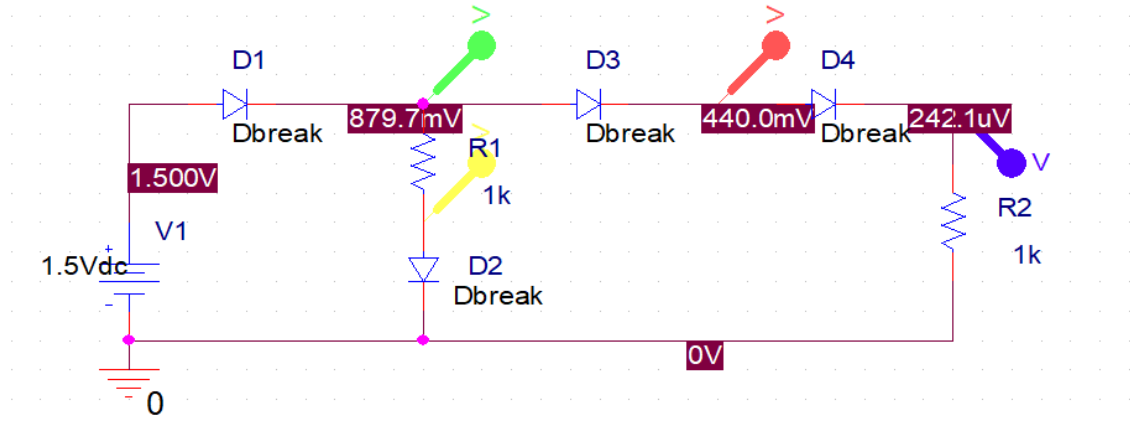 V
V
D1
D3
D4
Dbreak
879.7mV
Dbreak
440.0mV
Dbreak
242.1uV
V
R1
V
1k
1.500V
R2
V1
1k
+
1.5Vdc
D2
Dbreak
-
0V
0